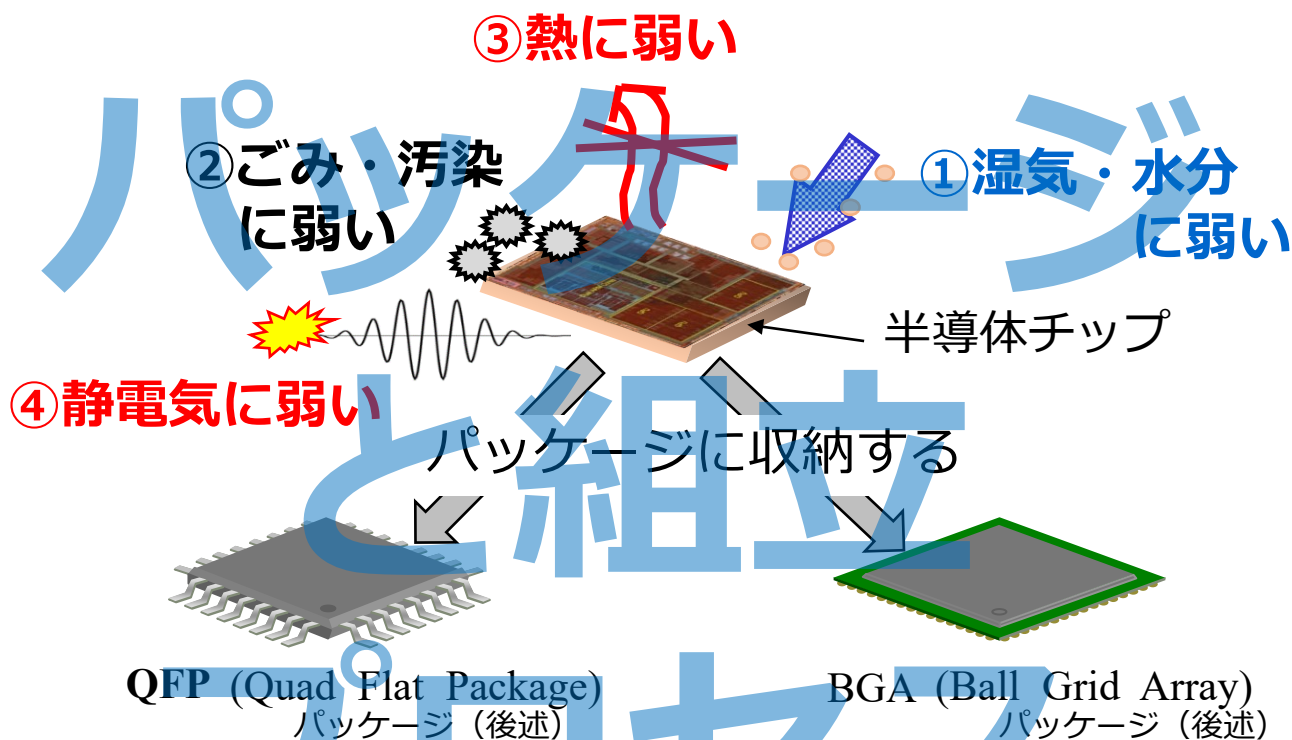 ③熱に弱い
②ごみ・汚染
に弱い
①湿気・水分
に弱い
半導体チップ
④静電気に弱い
パッケージに収納する
QFP (Quad Flat Package)
パッケージ（後述）
BGA (Ball Grid Array)
パッケージ（後述）
パッケージ
と組立
プロセス